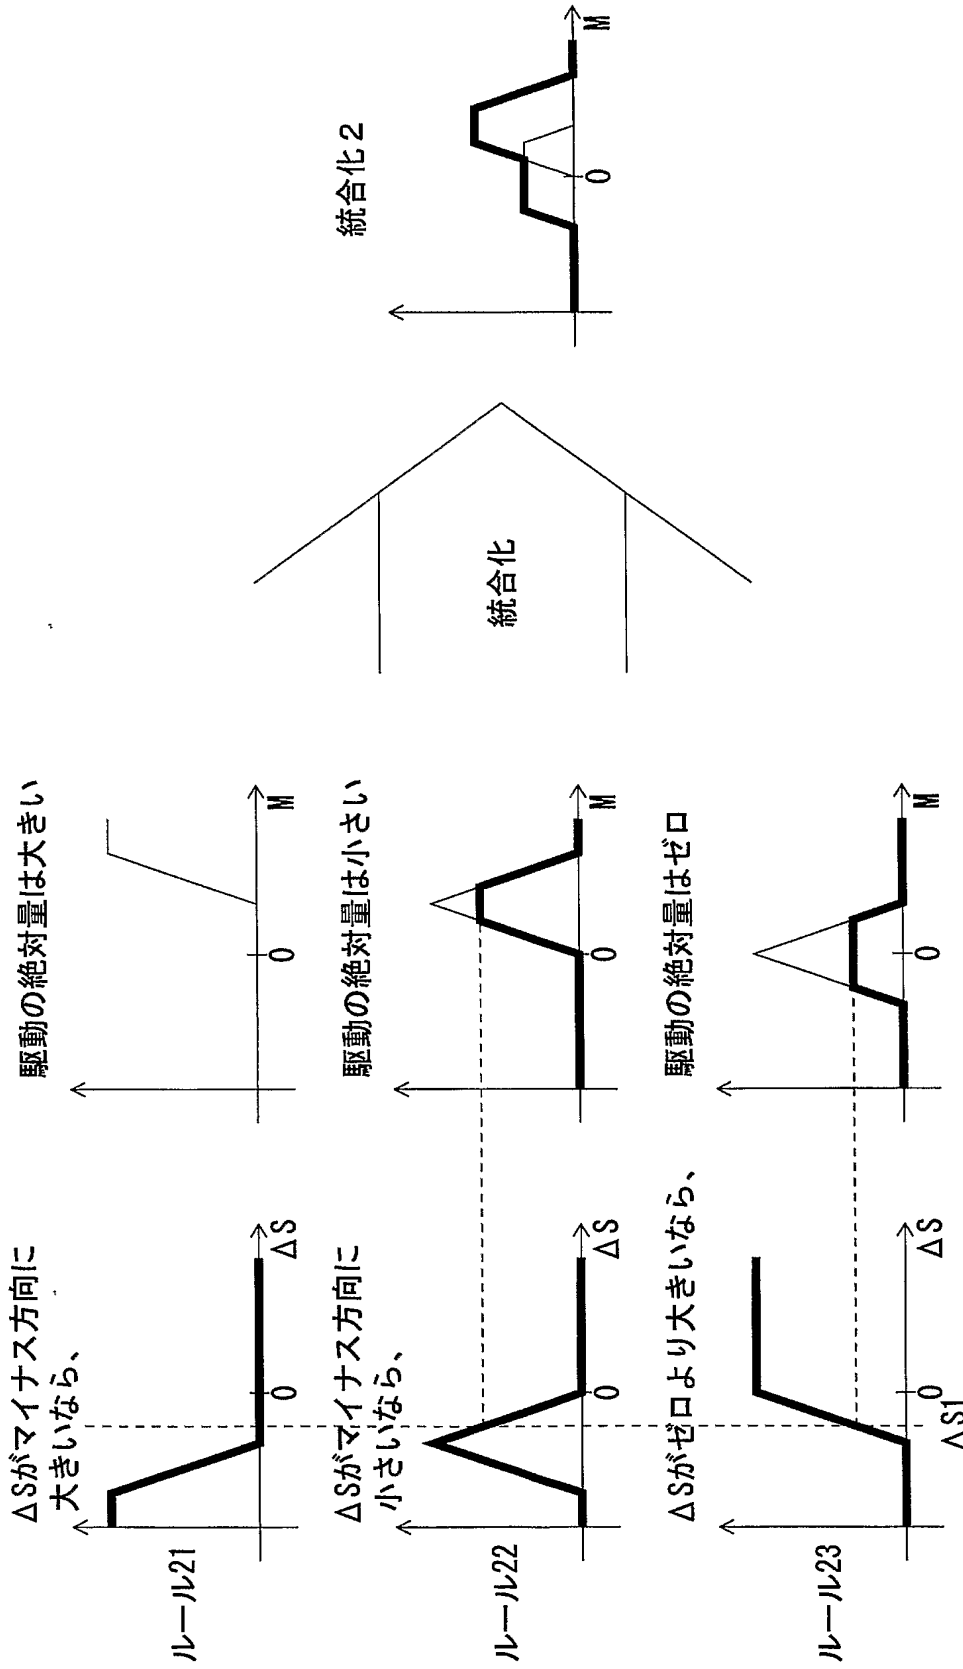 ルール21
ΔSがマイナス方向に
大きいなら、
0
ΔS
駆動の絶対量は大きい
0
M
ルール22
ΔSがマイナス方向に
小さいなら、
0
ΔS
駆動の絶対量は小さい
0
M
ルール23
ΔSがゼロより大きいなら、
0
ΔS1
ΔS
駆動の絶対量はゼロ
0
M
統合化
統合化2
0
M